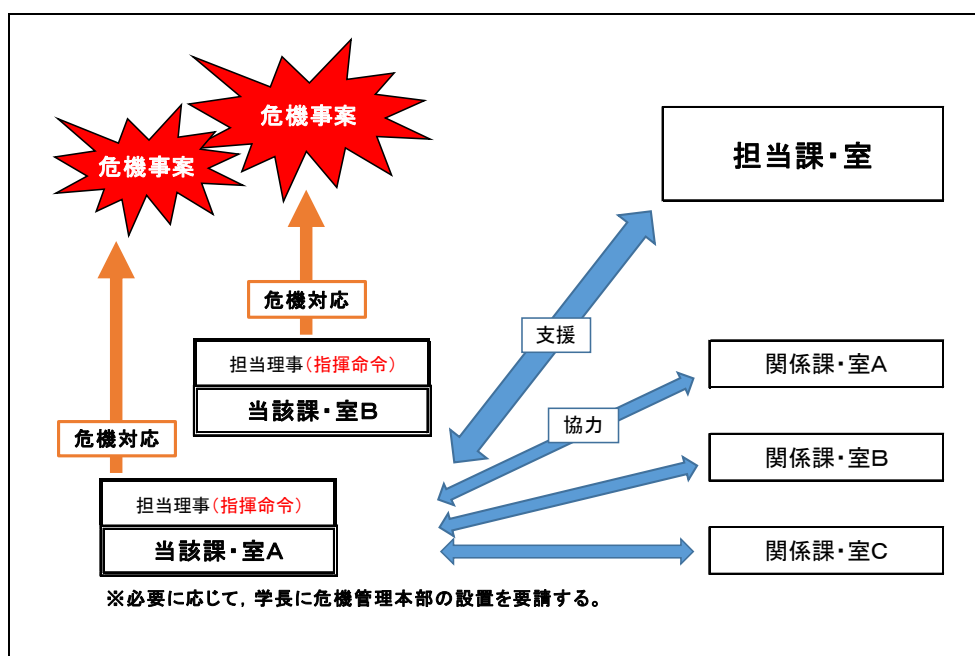 危機事案
危機事案
担当課・室
危機対応
支援
担当理事(指揮命令)
当該課・室B
関係課・室A
協力
危機対応
関係課・室B
担当理事(指揮命令)
当該課・室A
関係課・室C
※必要に応じて,学長に危機管理本部の設置を要請する。